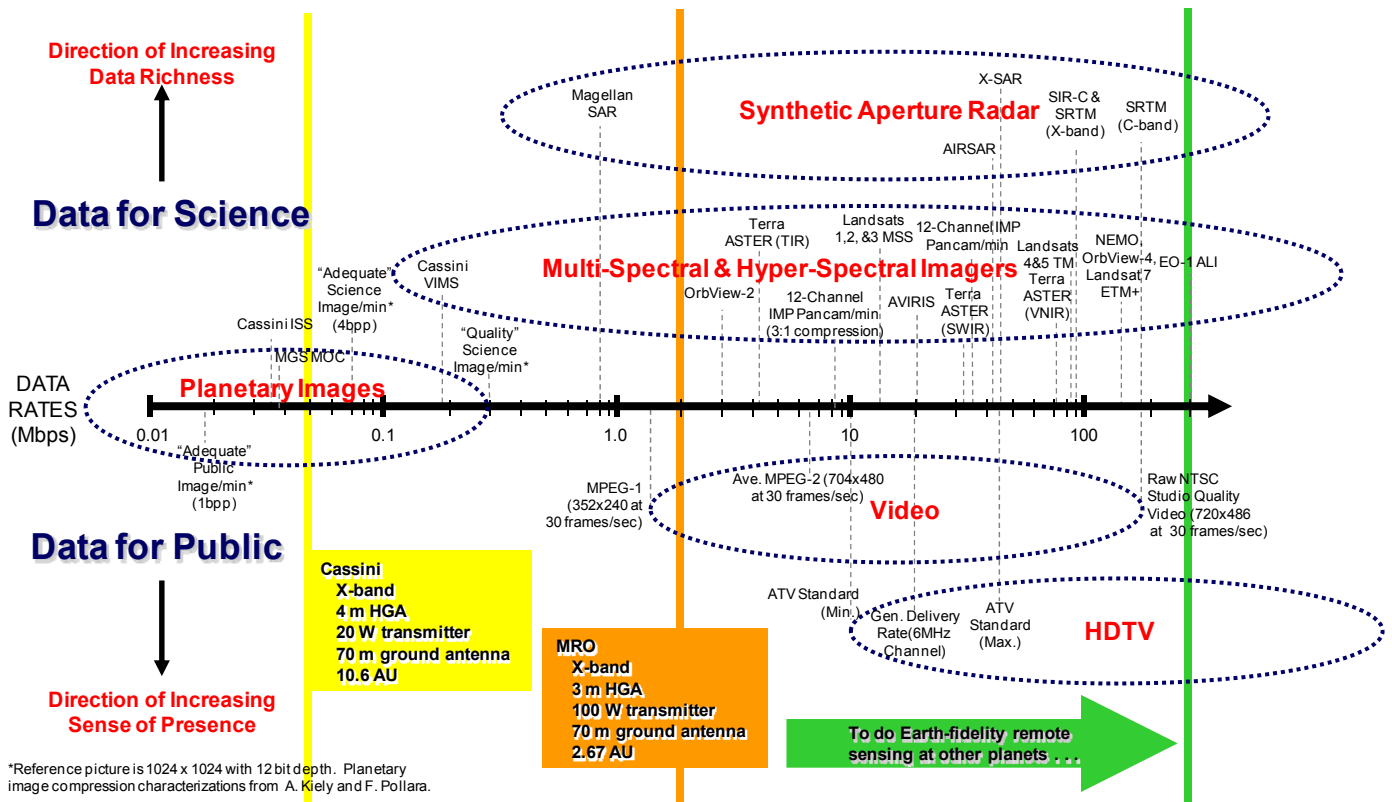 Direction of Increasing
Data Richness
Data for Science
Magellan
SAR
Synthetic Aperture Radar
X-SAR
AIRSAR
SIR-C &
SRTM
(X-band)
SRTM
(C-band)
"Adequate"
Science
Image/min*
(4bpp)
Cassini
VIMS
Terra
ASTER (TIR)
Landsats
1,2, &3 MSS
12-Channel IMP
Pancam/min
Landsats
4&5 TM
Terra
ASTER
(VNIR)
NEMO,
OrbView-4,
Landsat 7
ETM+
EO-1 ALI
Multi-Spectral & Hyper-Spectral Imagers
OrbView-2
12-Channel
IMP Pancam/min
(3:1 compression)
AVIRIS
Terra
ASTER
(SWIR)
Cassini ISS
MGS MOC
"Quality"
Science
Image/min*
Planetary Images
DATA
RATES
(Mbps)
0.01
0.1
1.0
10
100
"Adequate"
Public
Image/min*
(1bpp)
MPEG-1
(352x240 at
30 frames/sec)
Ave. MPEG-2 (704x480
at 30 frames/sec)
Video
Raw NTSC
Studio Quality
Video (720x486
at 30 frames/sec)
Data for Public
ATV Standard
(Min.)
Gen. Delivery
Rate(6MHz
Channel)
ATV
Standard
(Max.)
HDTV
Cassini
X-band
4 m HGA
20 W transmitter
70 m ground antenna
10.6 AU
MRO
X-band
3 m HGA
100 W transmitter
70 m ground antenna
2.67 AU
To do Earth-fidelity remote
sensing at other planets . . .
Direction of Increasing
Sense of Presence
*Reference picture is 1024 x 1024 with 12 bit depth. Planetary
image compression characterizations from A. Kiely and F. Pollara.